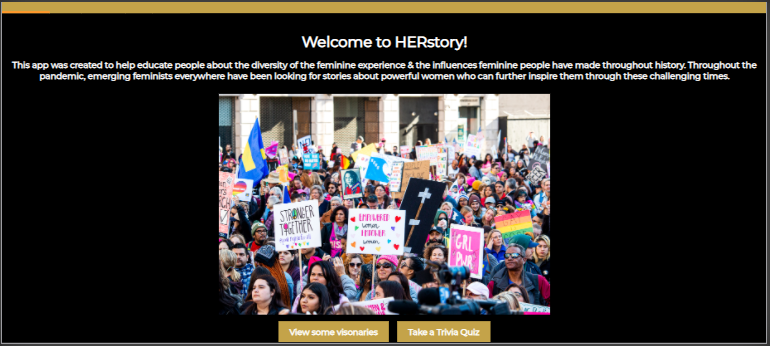 Welcome to HERstory!
This app was created to help educate people about the diversity of the feminine experience & the influences feminine people have made throughout history. Throughout the
pandemic, emerging feminists everywhere have been looking for stories about powerful women who can further inspire them through these challenging times.
STRONGER
TOGETHER
EMPOWERED
women
EMPOWER
women
GRL
PWR
View some visonaries
Take a Trivia Quiz